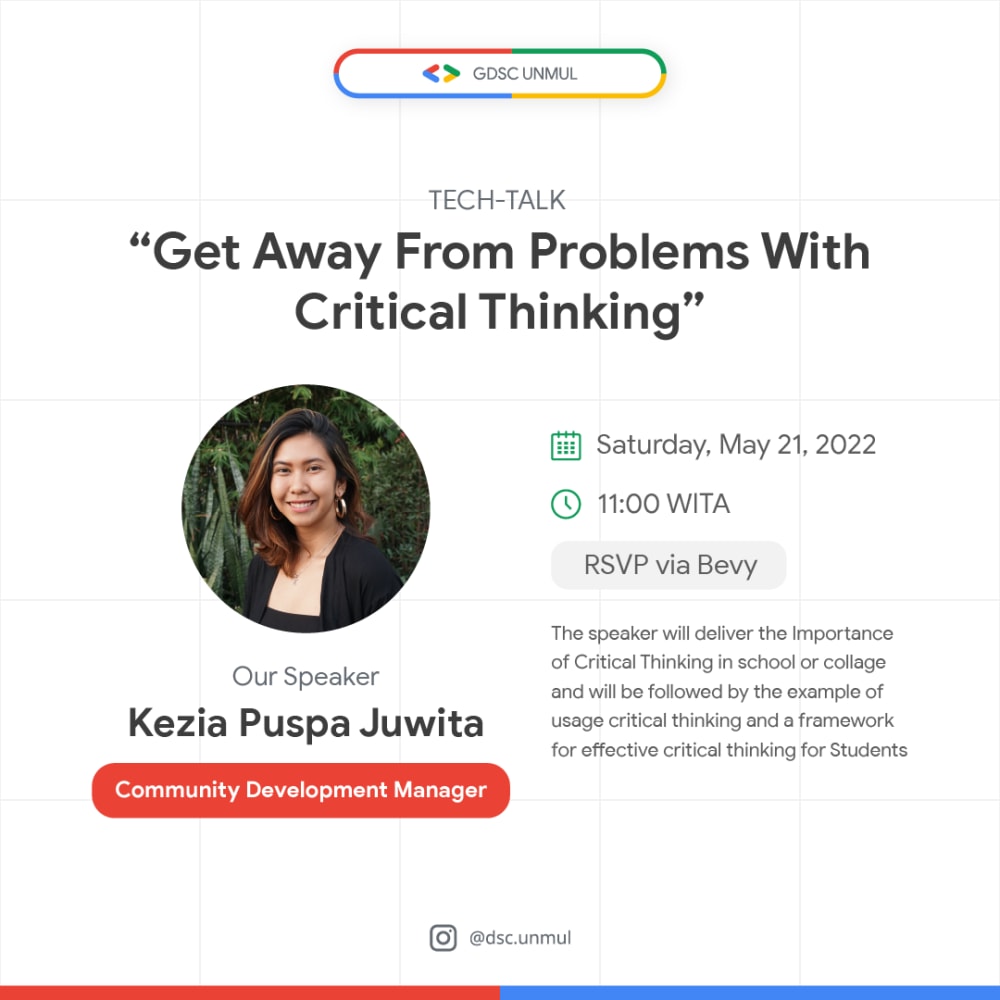 GDSC UNMUL
TECH-TALK
“Get Away From Problems With
Critical Thinking”
Saturday, May 21, 2022
11:00 WITA
RSVP via Bevy
The speaker will deliver the Importance
of Critical Thinking in school or collage
and will be followed by the example of
usage critical thinking and a framework
for effective critical thinking for Students
Our Speaker
Kezia Puspa Juwita
Community Development Manager
@dsc.unmul